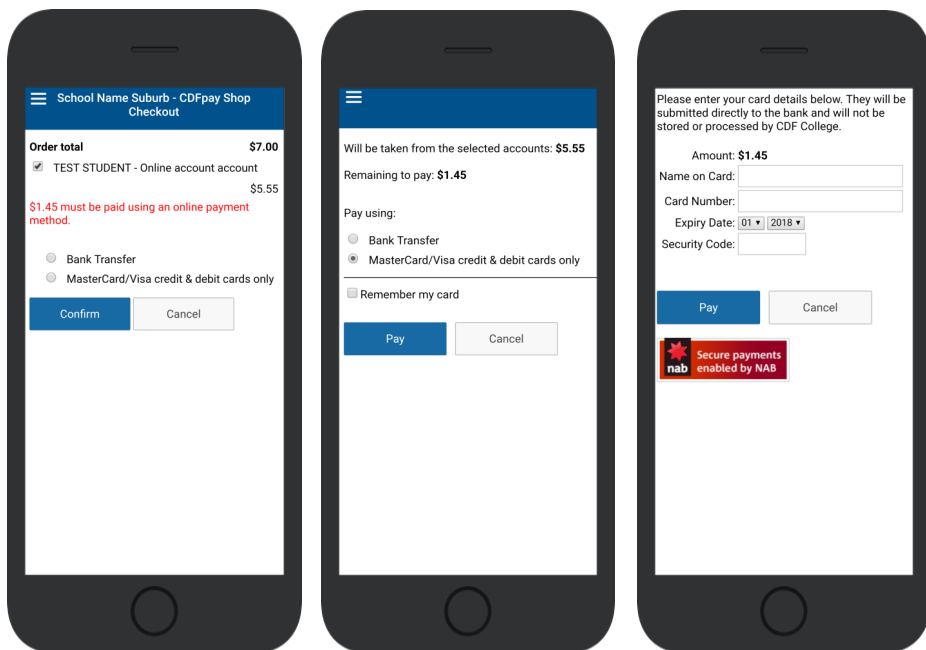 School Name Suburb - CDFpay Shop
Checkout
Order total $7.00
TEST STUDENT - Online account account
$5.55
$1.45 must be paid using an online payment
method.
Bank Transfer
MasterCard/Visa credit & debit cards only
Confirm Cancel
Will be taken from the selected accounts: $5.55
Remaining to pay: $1.45
Pay using:
Bank Transfer
MasterCard/Visa credit & debit cards only
Remember my card
Pay Cancel
Please enter your card details below. They will be
submitted directly to the bank and will not be
stored or processed by CDF College.
Amount: $1.45
Name on Card:
Card Number:
Expiry Date: 01 2018
Security Code:
Pay Cancel
nab Secure payments
enabled by NAB